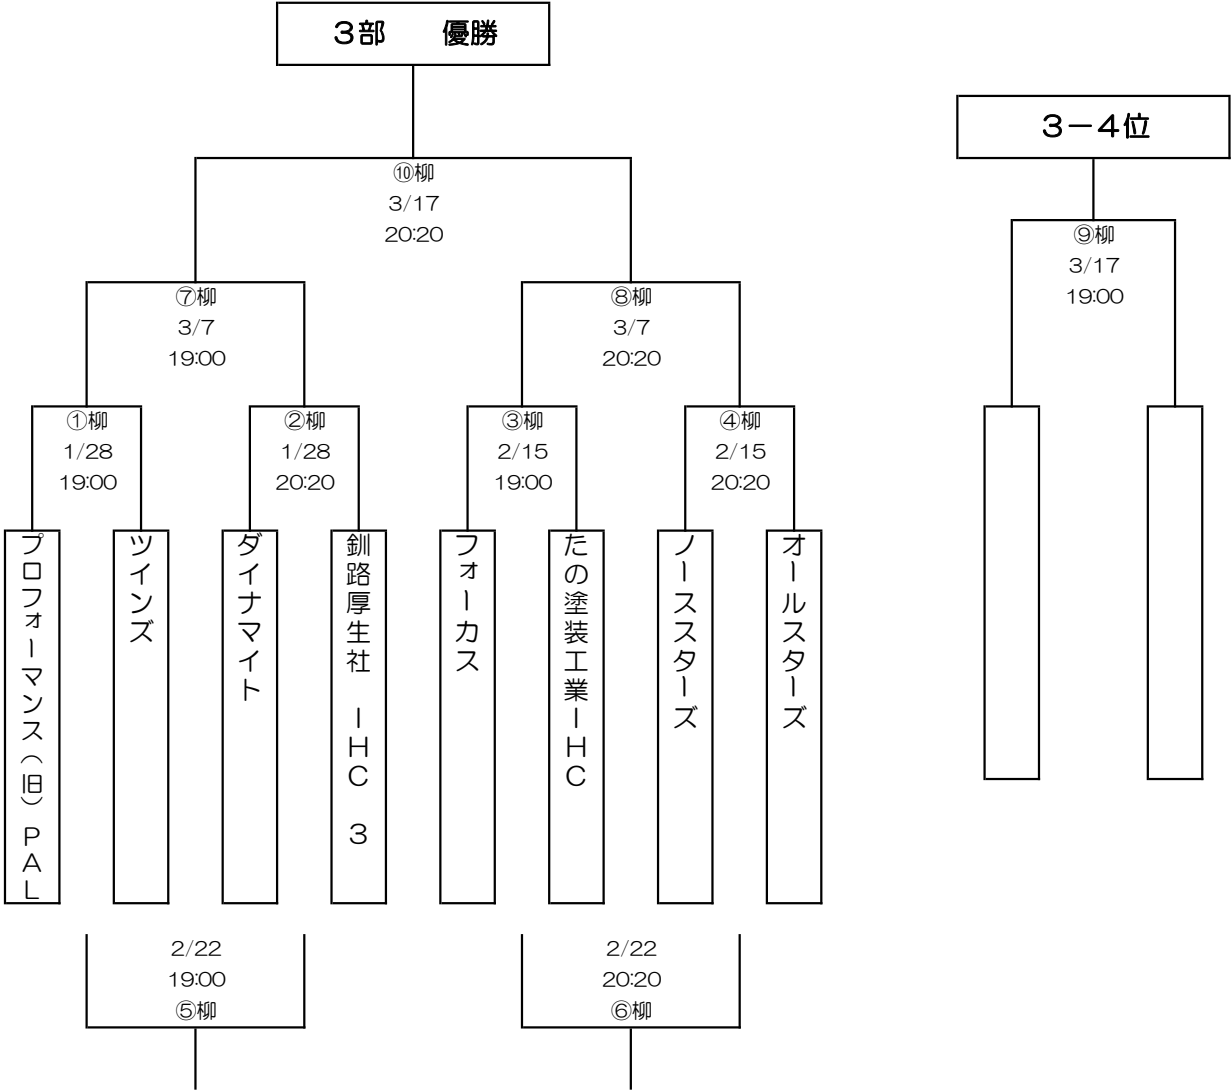 ３部　　優勝
３－４位
⑩柳
3/17
20:20
⑨柳
3/17
19:00
⑦柳
3/7
19:00
⑧柳
3/7
20:20
①柳
1/28
19:00
②柳
1/28
20:20
③柳
2/15
19:00
④柳
2/15
20:20
プロフォーマンス（旧）ＰＡＬ
ツインズ
ダイナマイト
釧路厚生社　ＩＨＣ　３
フォーカス
たの塗装工業ＩＨＣ
ノーススターズ
オールスターズ
2/22
19:00
⑤柳
2/22
20:20
⑥柳